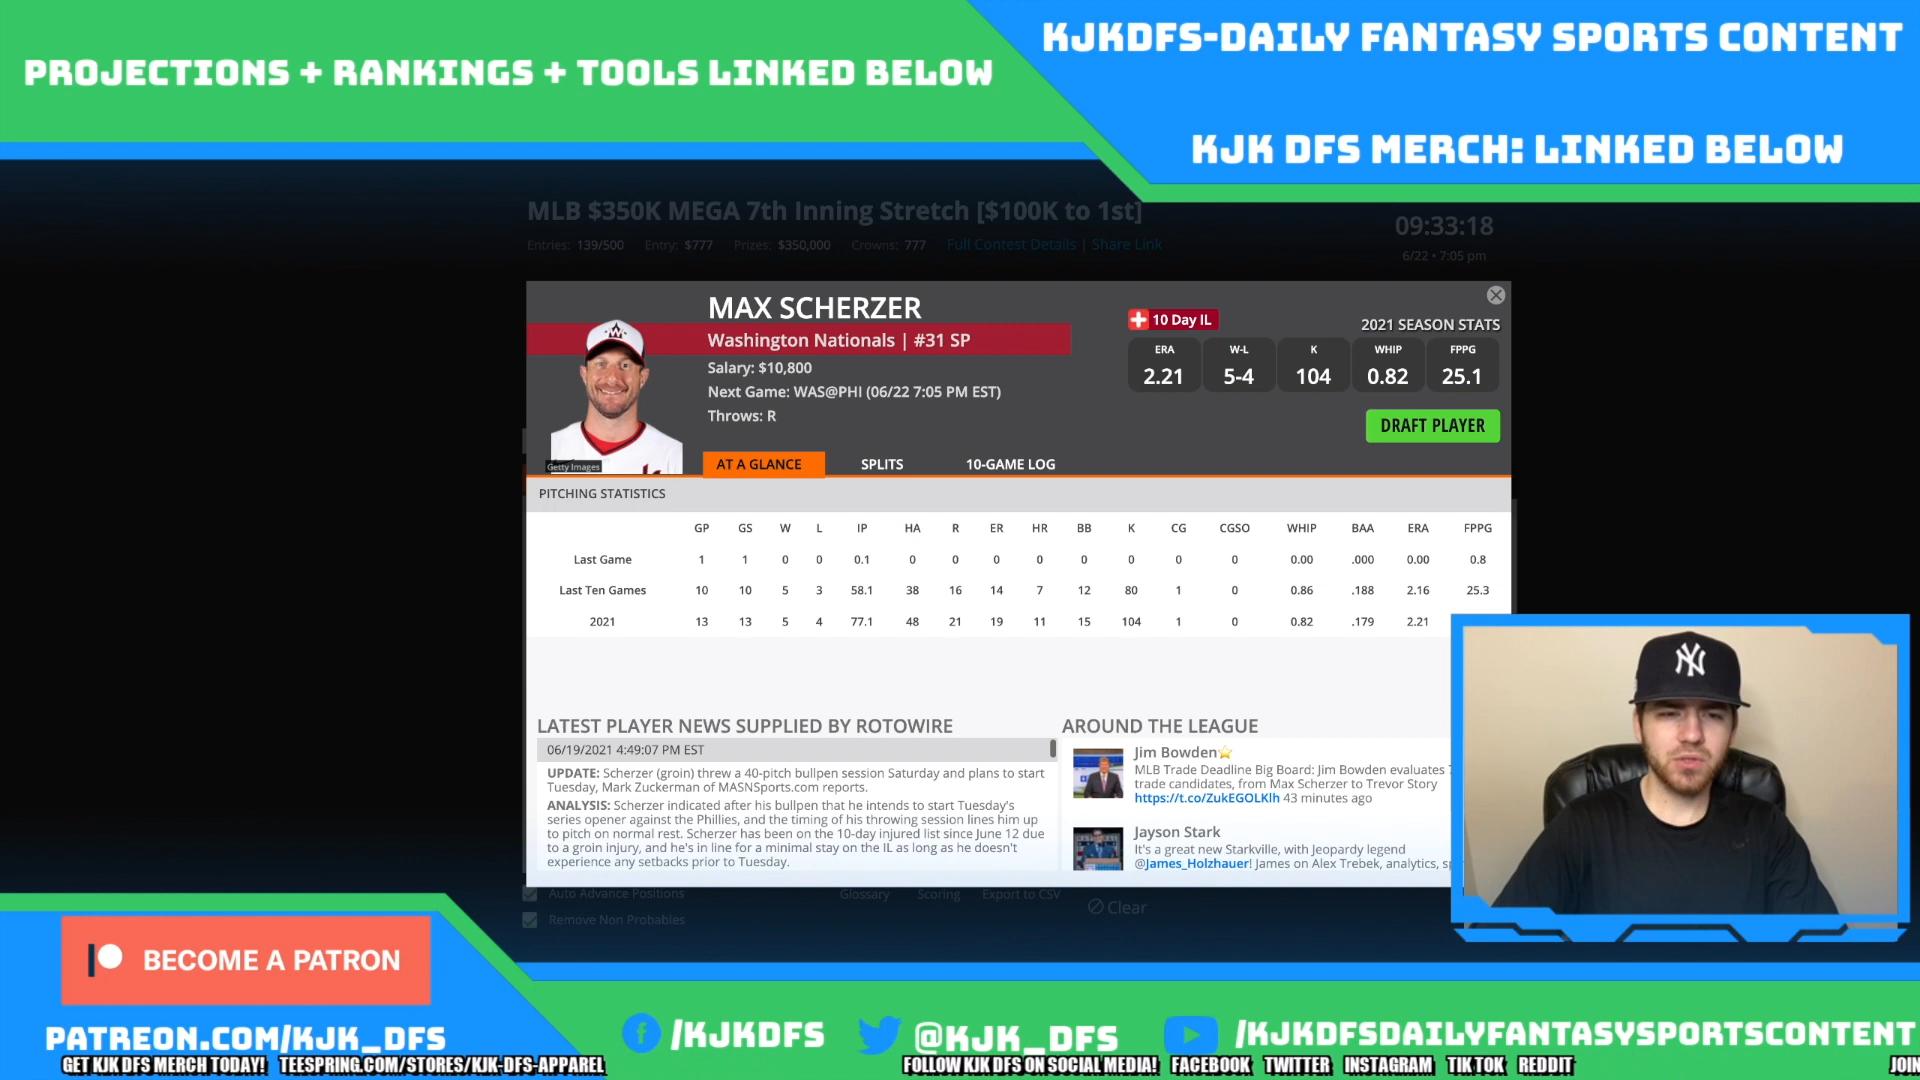 PROJECTIONS + RANKINGS + TOOLS LINKED BELOW
KJKDFS-DAILY FANTASY SPORTS CONTENT
KJK DFS MERCH: LINKED BELOW
MLB $350K MEGA 7th Inning Stretch [$100K to 1st]
09:33:18
Entries: 139/500 Entry: $777 Prizes: $350,000 Crowns: 777 Full Contest Details | Share Link
6/22 • 7:05 pm
MAX SCHERZER
Washington Nationals | #31 SP
Salary: $10,800
Next Game: WAS@PHI (06/22 7:05 PM EST)
Throws: R
Getty Images
10 Day IL
2021 SEASON STATS
ERA W-L K WHIP FPPG
2.21 5-4 104 0.82 25.1
DRAFT PLAYER
AT A GLANCE SPLITS 10-GAME LOG
PITCHING STATISTICS
GP GS W L IP HA R ER HR BB K CG CGSO WHIP BAA ERA FPPG
Last Game 1 1 0 0 0.1 0 0 0 0 0 0 0 0 0.00 .000 0.00 0.8
Last Ten Games 10 10 5 3 58.1 38 16 14 7 12 80 1 0 0.86 .188 2.16 25.3
2021 13 13 5 4 77.1 48 21 19 11 15 104 1 0 0.82 .179 2.21
LATEST PLAYER NEWS SUPPLIED BY ROTOWIRE
06/19/2021 4:49:07 PM EST
UPDATE: Scherzer (groin) threw a 40-pitch bullpen session Saturday and plans to start
Tuesday, Mark Zuckerman of MASNSports.com reports.
ANALYSIS: Scherzer indicated after his bullpen that he intends to start Tuesday's
series opener against the Phillies, and the timing of his throwing session lines him up
to pitch on normal rest. Scherzer has been on the 10-day injured list since June 12 due
to a groin injury, and he's in line for a minimal stay on the IL as long as he doesn't
experience any setbacks prior to Tuesday.
AROUND THE LEAGUE
Jim Bowden
MLB Trade Deadline Big Board: Jim Bowden evaluates
trade candidates, from Max Scherzer to Trevor Story
https://t.co/ZukEGOLKlh 43 minutes ago
Jayson Stark
It's a great new Starkville, with Jeopardy legend
@James_Holzhauer! James on Alex Trebek, analytics,
Auto Advance Positions Glossary Scoring Export to CSV
Remove Non Probables
Clear
NY
BECOME A PATRON
PATREON.COM/KJK_DFS
/KJKDFS @KJK_DFS /KJKDFSDAILYFANTASYSPORTSCONTENT
GET KJK DFS MERCH TODAY! TEESPRING.COM/STORES/KJK-DFS-APPAREL FOLLOW KJK DFS ON SOCIAL MEDIA! FACEBOOK TWITTER INSTAGRAM TIKTOK REDDIT